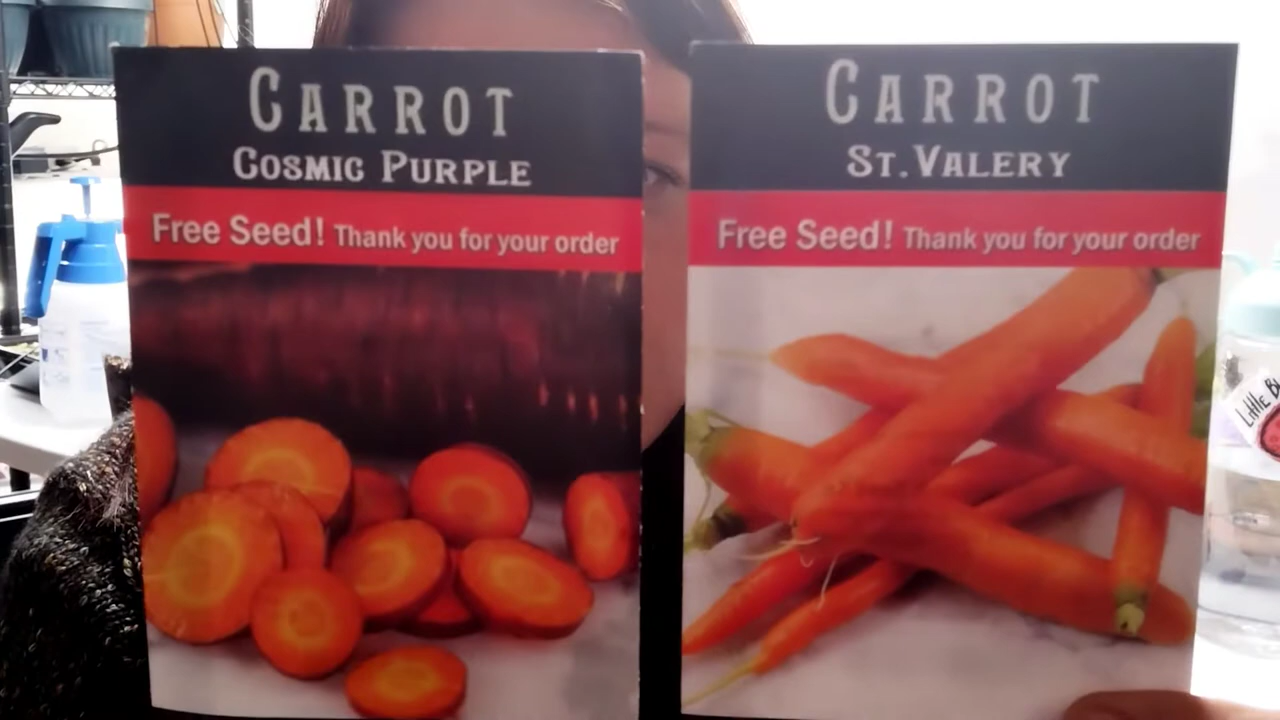 CARROT
COSMIC PURPLE
Free Seed! Thank you for your order
CARROT
ST. VALERY
Free Seed! Thank you for your order
LittLE